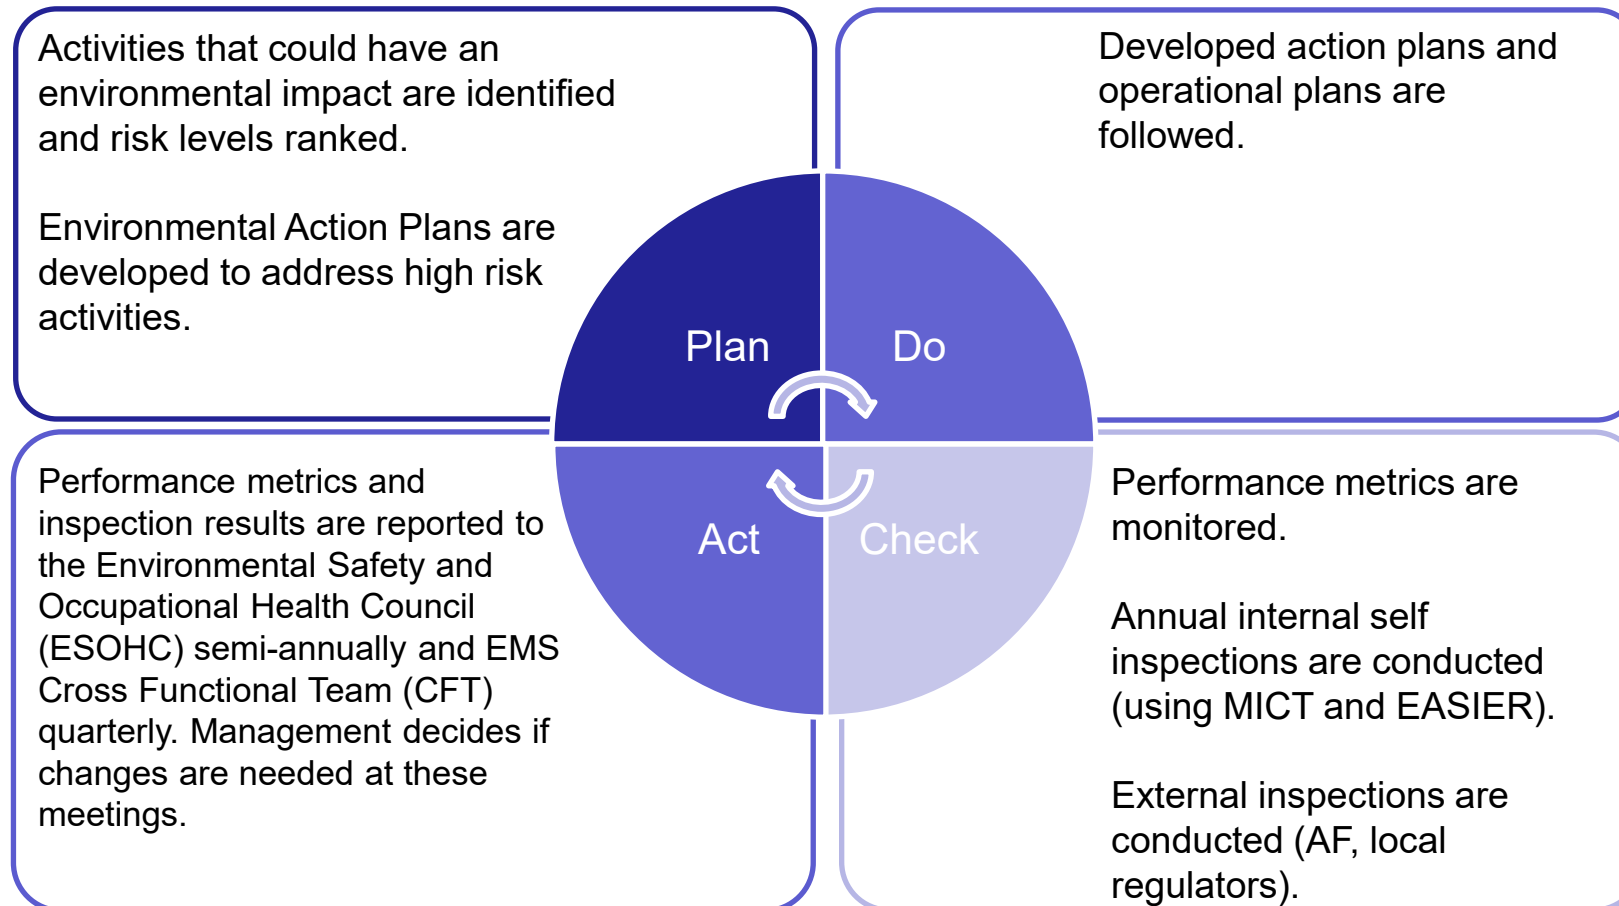 Activities that could have an
environmental impact are identified
and risk levels ranked.
Environmental Action Plans are
developed to address high risk
activities.
Developed action plans and
operational plans are
followed.
Plan
Do
Act
Check
Performance metrics and
inspection results are reported to
the Environmental Safety and
Occupational Health Council
(ESOHC) semi-annually and EMS
Cross Functional Team (CFT)
quarterly. Management decides if
changes are needed at these
meetings.
Performance metrics are
monitored.
Annual internal self
inspections are conducted
(using MICT and EASIER).
External inspections are
conducted (AF, local
regulators).